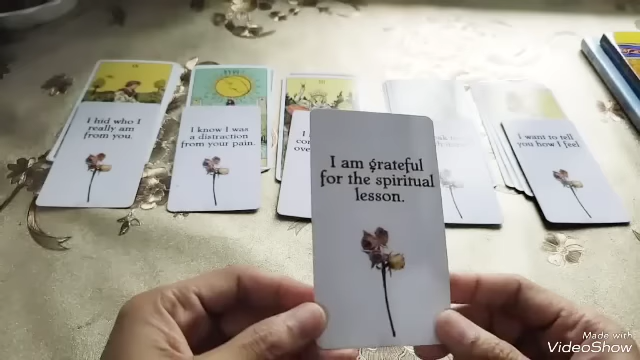 I hid who I
really am
from you.
I know I was
a distraction
from your pain.
I want to tell
you how I feel
I am grateful
for the spiritual
lesson.
Made with
VideoShow